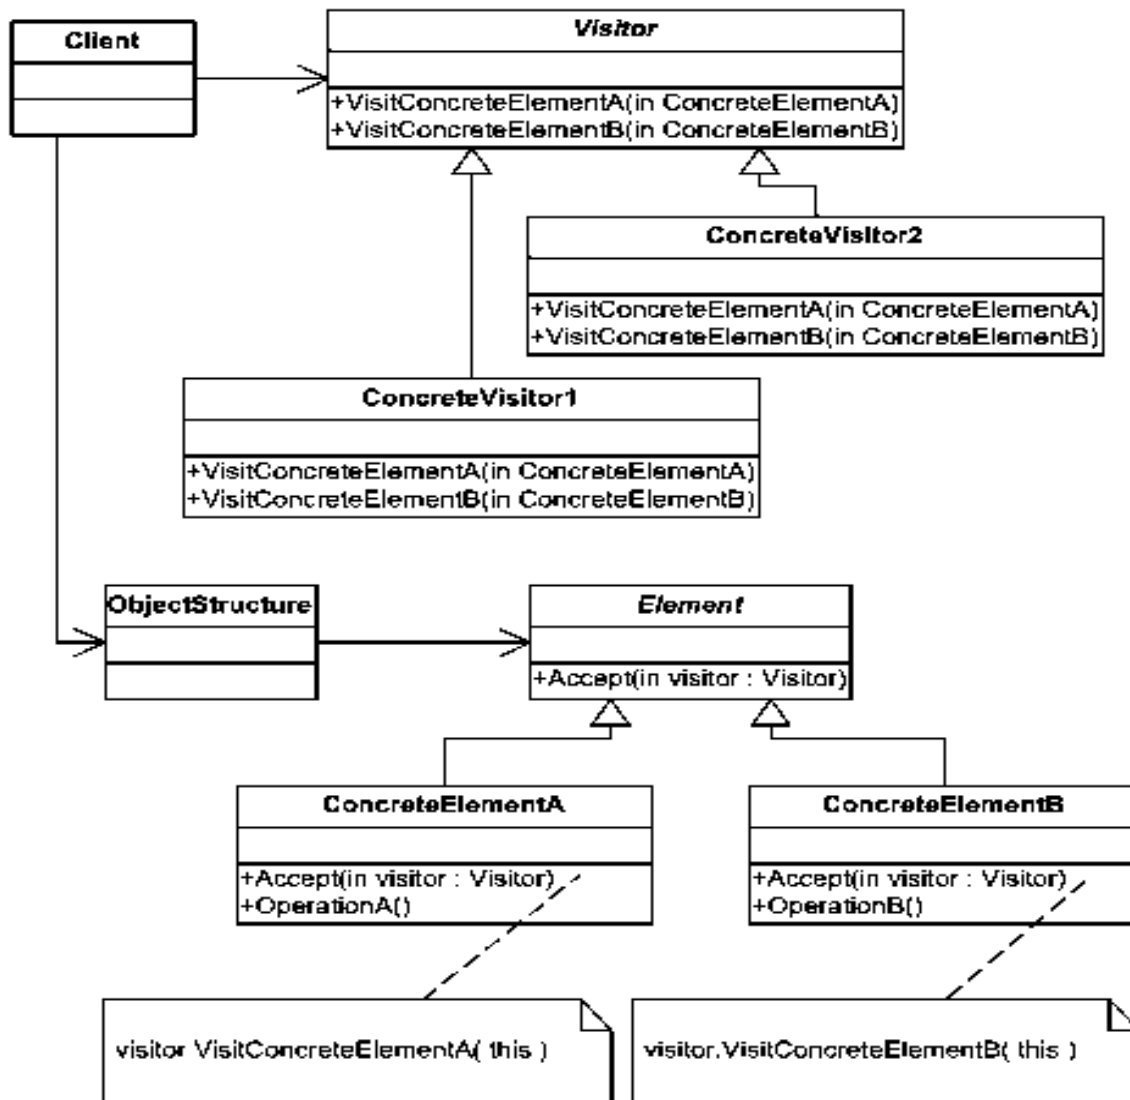 Client
Visitor
+VisitConcreteElementA(in ConcreteElementA)
+VisitConcreteElementB(in ConcreteElementB)
ConcreteVisitor2
+VisitConcreteElementA(in ConcreteElementA)
+VisitConcreteElementB(in ConcreteElementB)
ConcreteVisitor1
+VisitConcreteElementA(in ConcreteElementA)
+VisitConcreteElementB(in ConcreteElementB)
ObjectStructure
Element
+Accept(in visitor : Visitor)
ConcreteElementA
+Accept(in visitor : Visitor)
+OperationA()
ConcreteElementB
+Accept(in visitor : Visitor)
+OperationB()
visitor VisitConcreteElementA( this )
visitor.VisitConcreteElementB( this )